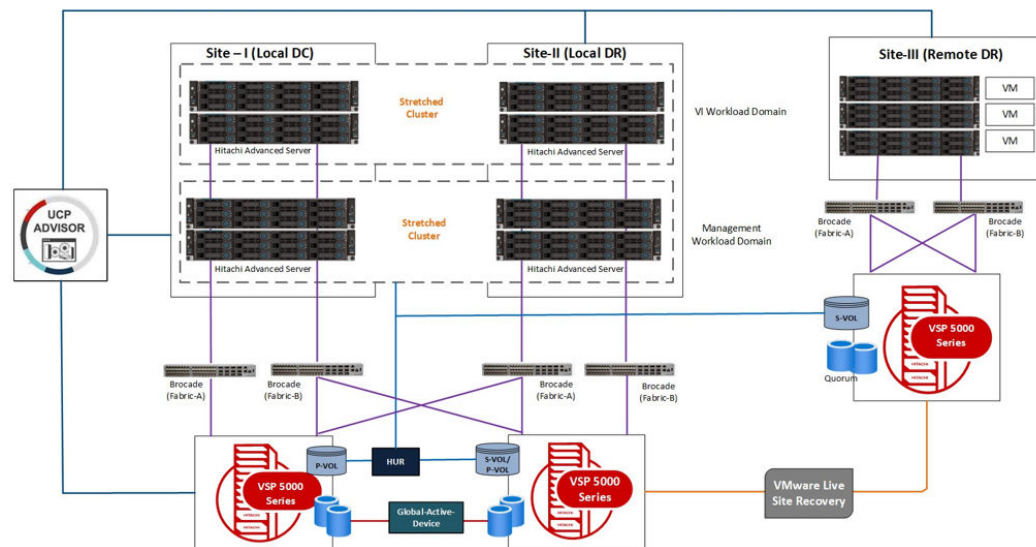 Site – I (Local DC)
Site-II (Local DR)
Site-III (Remote DR)
Stretched
Cluster
VI Workload Domain
VM
VM
VM
Hitachi Advanced Server
Hitachi Advanced Server
UCP
ADVISOR
Stretched
Cluster
Management
Workload Domain
Brocade
(Fabric-A)
Brocade
(Fabric-B)
Hitachi Advanced Server
Hitachi Advanced Server
S-VOL
VSP 5000
Series
Quorum
Brocade
(Fabric-A)
Brocade
(Fabric-B)
Brocade
(Fabric-A)
Brocade
(Fabric-B)
P-VOL
HUR
S-VOL/
P-VOL
VSP 5000
Series
VSP 5000
Series
Global-Active-
Device
VMware Live
Site Recovery